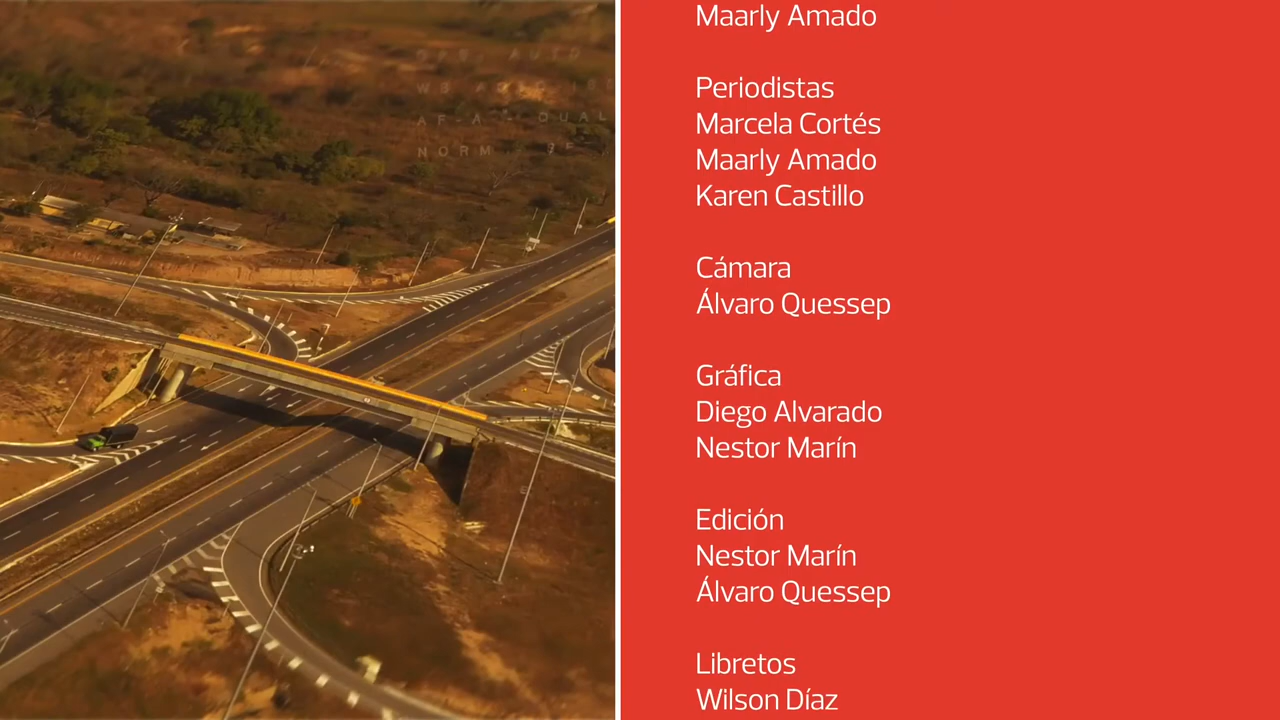 Maarly Amado
Periodistas
Marcela Cortés
Maarly Amado
Karen Castillo
Cámara
Álvaro Quessep
Gráfica
Diego Alvarado
Nestor Marín
Edición
Nestor Marín
Álvaro Quessep
Libretos
Wilson Díaz